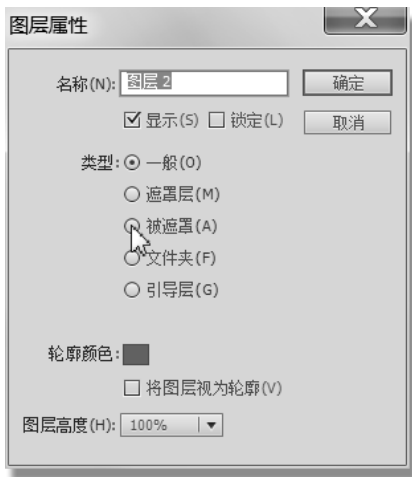 图层属性
名称(N): 图层 2 确定
显示(S) 锁定(L) 取消
类型: 一般(O)
遮罩层(M)
被遮罩(A)
文件夹(F)
引导层(G)
轮廓颜色:
将图层视为轮廓(V)
图层高度(H): 100%